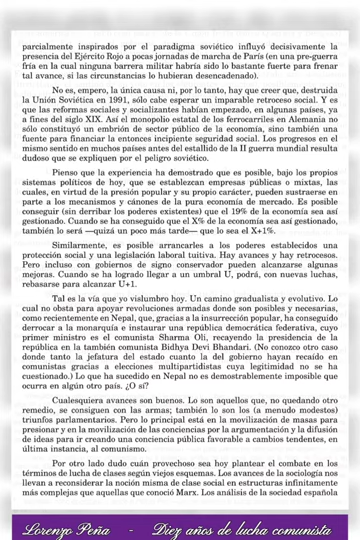 parcialmente inspirados por el paradigma soviético influyó decisivamente la
presencia del Ejército Rojo a pocas jornadas de marcha de París (en una pre-guerra
fría en la cual ninguna barrera militar habría sido lo bastante fuerte para frenar
tal avance, si las circunstancias lo hubieran desencadenado).
No es, empero, la única causa ni, por lo tanto, hay que creer que, destruida
la Unión Soviética en 1991, sólo cabe esperar un imparable retroceso social. Y es
que las reformas sociales y socializantes habían empezado, en algunos países, ya
a fines del siglo XIX. Así el monopolio estatal de los ferrocarriles en Alemania no
sólo constituyó un embrión de sector público de la economía, sino también una
fuente para financiar la entonces incipiente seguridad social. Los progresos en el
mismo sentido en muchos países antes del estallido de la II guerra mundial resulta
dudoso que se expliquen por el peligro soviético.
Pienso que la experiencia ha demostrado que es posible, bajo los propios
sistemas políticos de hoy, que se establezcan empresas públicas o mixtas, las
cuales, en virtud de la presión popular y su propio carácter, pueden sustraerse en
parte a los mecanismos y cánones de la pura economía de mercado. Es posible
conseguir (sin derribar los poderes existentes) que el 19% de la economía sea así
gestionado. Cuando se ha conseguido que el X% de la economía sea así gestionado,
también lo será —quizá un poco más tarde— que lo sea el X+1%.
Similarmente, es posible arrancarles a los poderes establecidos una
protección social y una legislación laboral tuitiva. Hay avances y hay retrocesos.
Pero incluso con gobiernos de signo conservador pueden alcanzarse algunas
mejoras. Cuando se ha logrado llegar a un umbral U, podrá, con nuevas luchas,
rebasarse para alcanzar U+1.
Tal es la vía que yo vislumbro hoy. Un camino gradualista y evolutivo. Lo
cual no obsta para apoyar revoluciones armadas donde son posibles y necesarias,
como recientemente en Nepal, que, gracias a la insurrección popular, ha conseguido
derrocar a la monarquía e instaurar una república democrática federativa, cuyo
primer ministro es el comunista Sharma Oli, recayendo la presidencia de la
república en la también comunista Bidhya Devi Bhandari. (No conozco otro caso
donde tanto la jefatura del estado cuanto la del gobierno hayan recaído en
comunistas gracias a elecciones multipartidistas cuya legitimidad no se ha
cuestionado.) Lo que ha sucedido en Nepal no es demostrablemente imposible que
ocurra en algún otro país. ¿O sí?
Cualesquiera avances son buenos. Lo son aquellos que, no quedando otro
remedio, se consiguen con las armas; también lo son los (a menudo modestos)
triunfos parlamentarios. Pero lo principal está en la movilización de masas para
presionar y en la movilización de las conciencias por la argumentación y la difusión
de ideas para ir creando una conciencia pública favorable a cambios tendentes, en
última instancia, al comunismo.
Por otro lado dudo cuán provechoso sea hoy plantear el combate en los
términos de lucha de clases según viejos esquemas. Los avances de la sociología nos
llevan a reconsiderar la noción misma de clase social en estructuras infinitamente
más complejas que aquellas que conoció Marx. Los análisis de la sociedad española
Lorenzo Peña - Diez años de lucha comunista